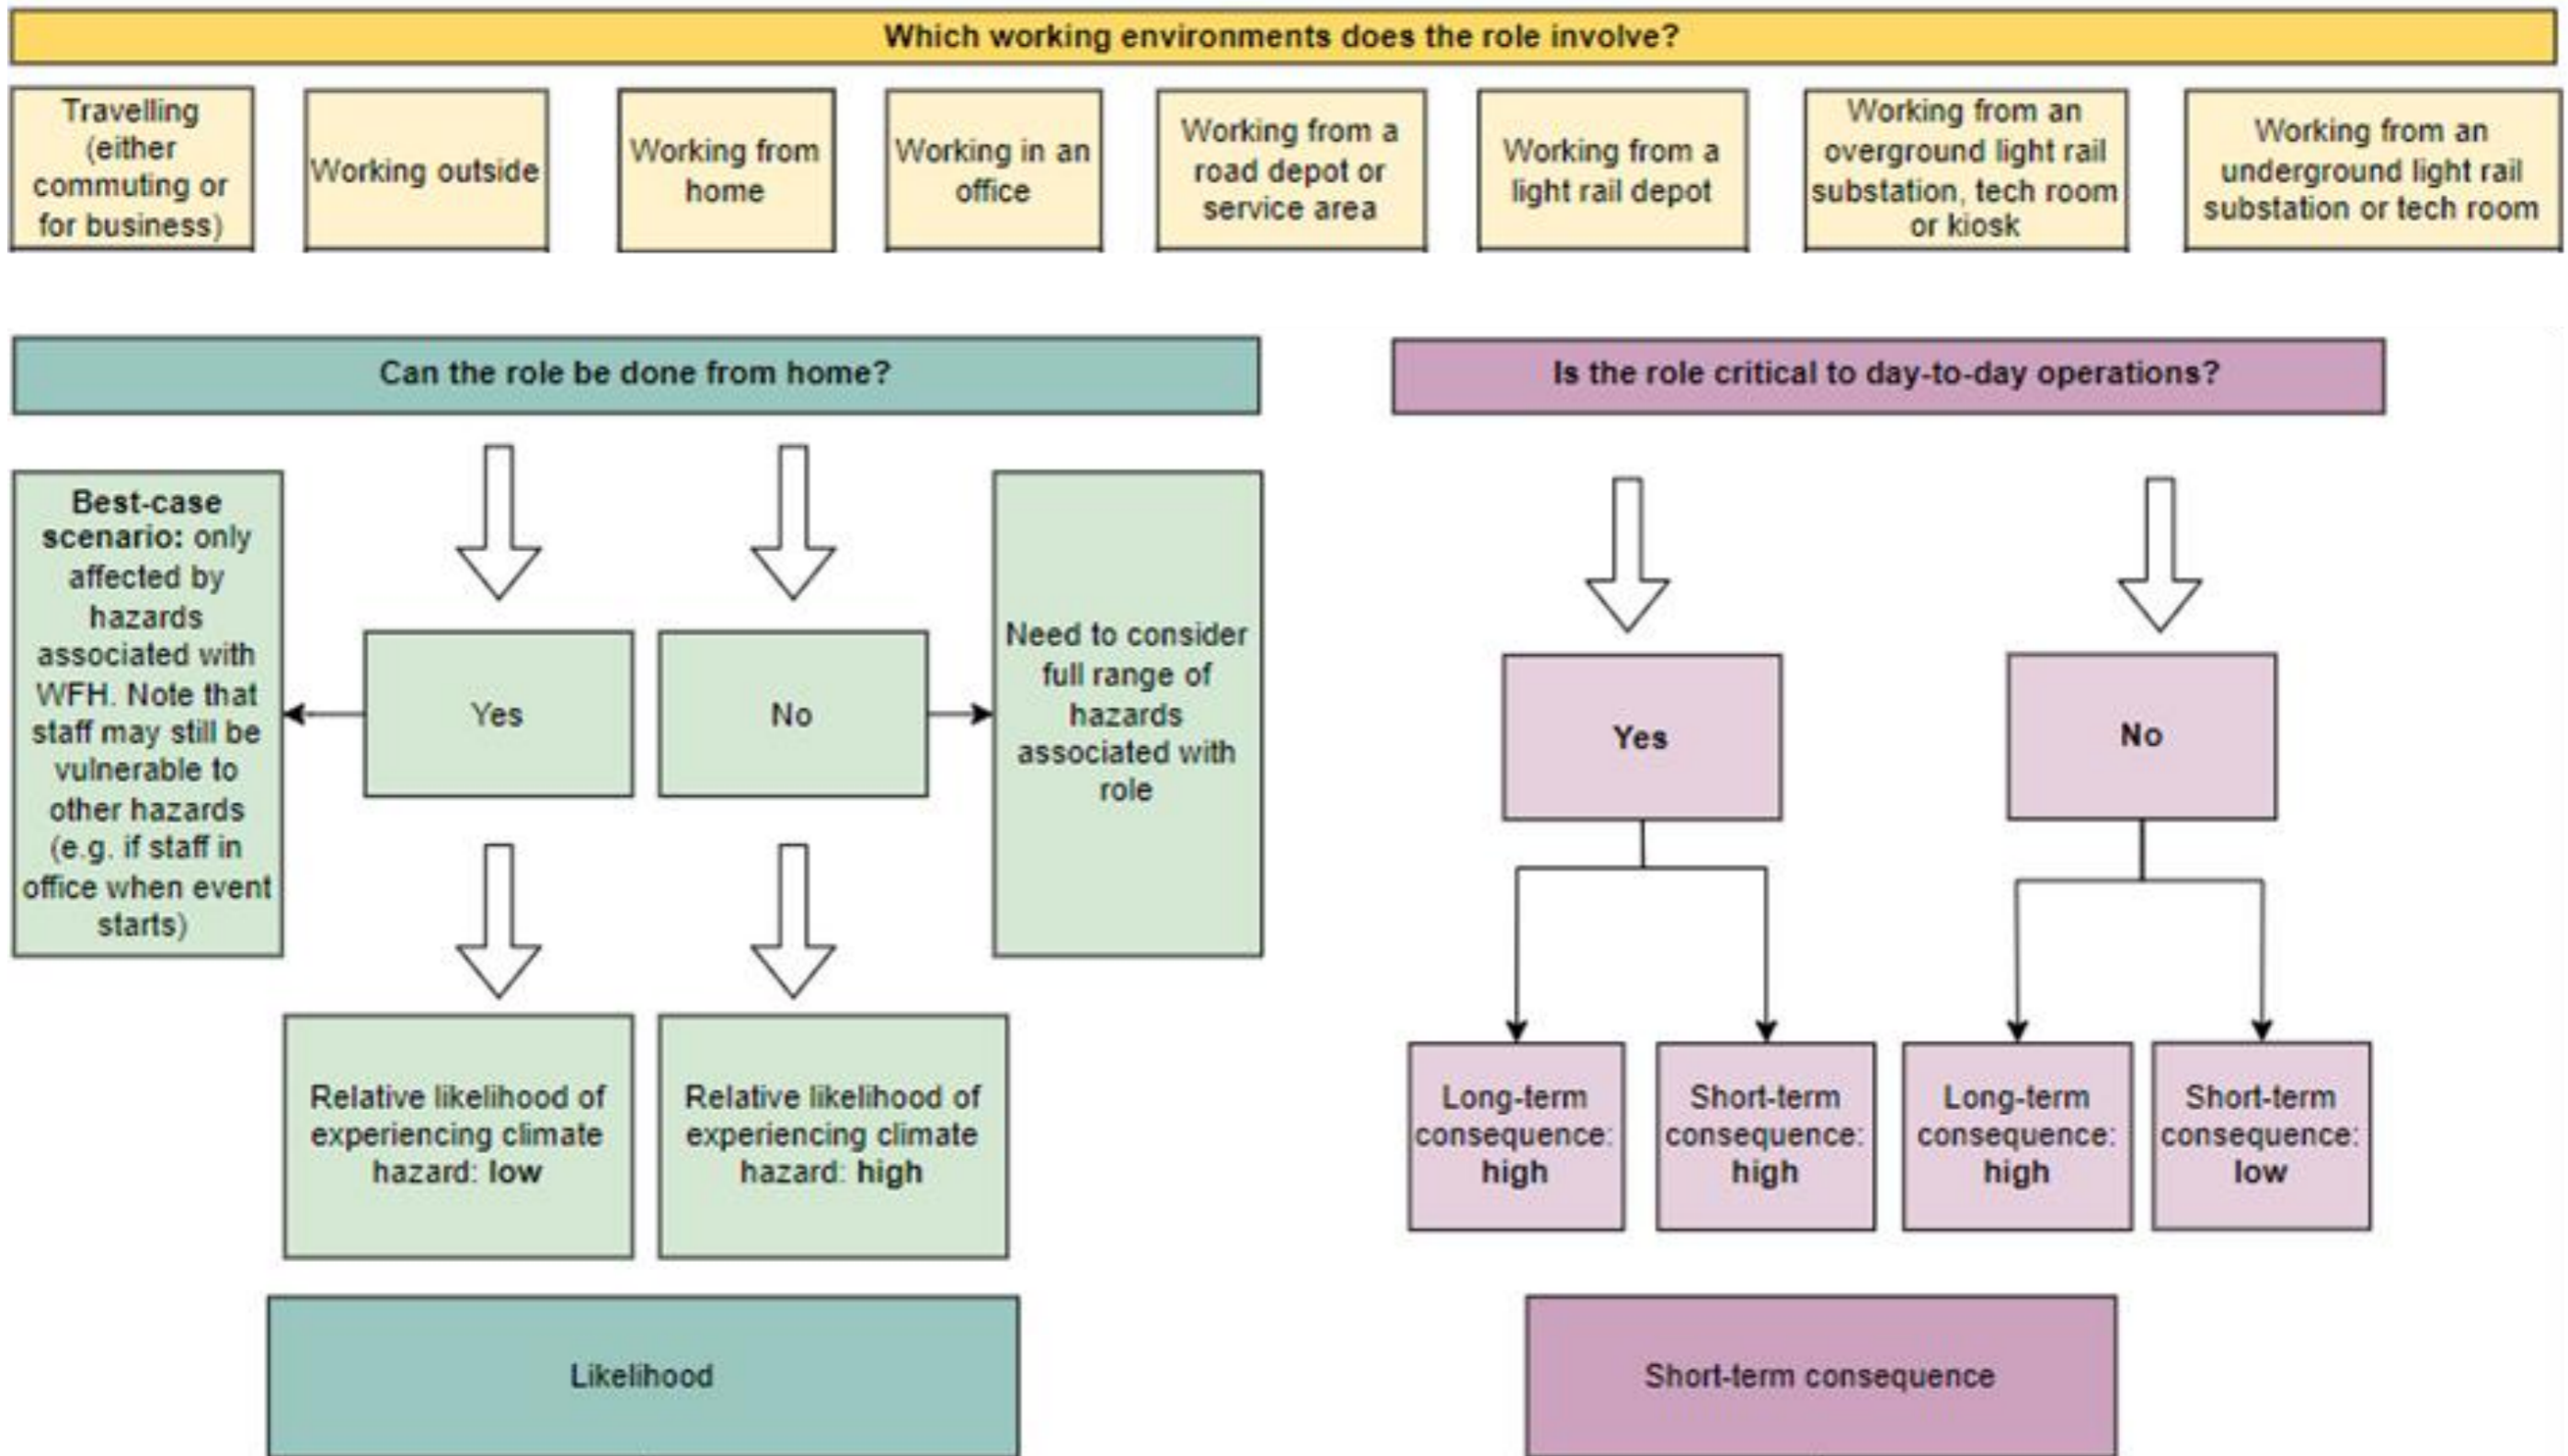 Which working environments does the role involve?
Travelling
(either
commuting or
for business)
Working outside
Working from
home
Working in an
office
Working from a
road depot or
service area
Working from a
light rail depot
Working from an
overground light rail
substation, tech room
or kiosk
Working from an
underground light rail
substation or tech room
Can the role be done from home?
Best-case
scenario: only
affected by
hazards
associated with
WFH. Note that
staff may still be
vulnerable to
other hazards
(e.g. if staff in
office when event
starts)
Yes
No
Need to consider
full range of
hazards
associated with
role
Relative likelihood of
experiencing climate
hazard: low
Relative likelihood of
experiencing climate
hazard: high
Likelihood
Is the role critical to day-to-day operations?
Yes
No
Long-term
consequence:
high
Short-term
consequence:
high
Long-term
consequence:
high
Short-term
consequence:
low
Short-term consequence